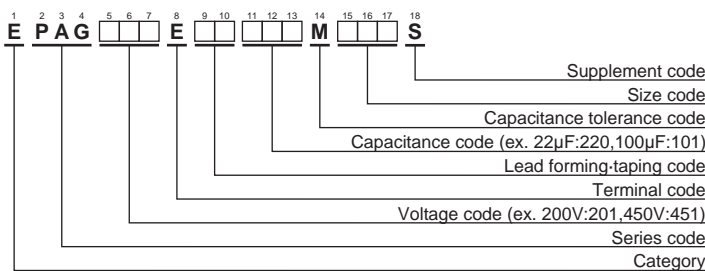 1 2 3 4 5 6 7 8 9 10 11 12 13 14 15 16 17 18
E PAG E M S
Supplement code
Size code
Capacitance tolerance code
Capacitance code (ex. 22μF:220,100μF:101)
Lead forming·taping code
Terminal code
Voltage code (ex. 200V:201,450V:451)
Series code
Category